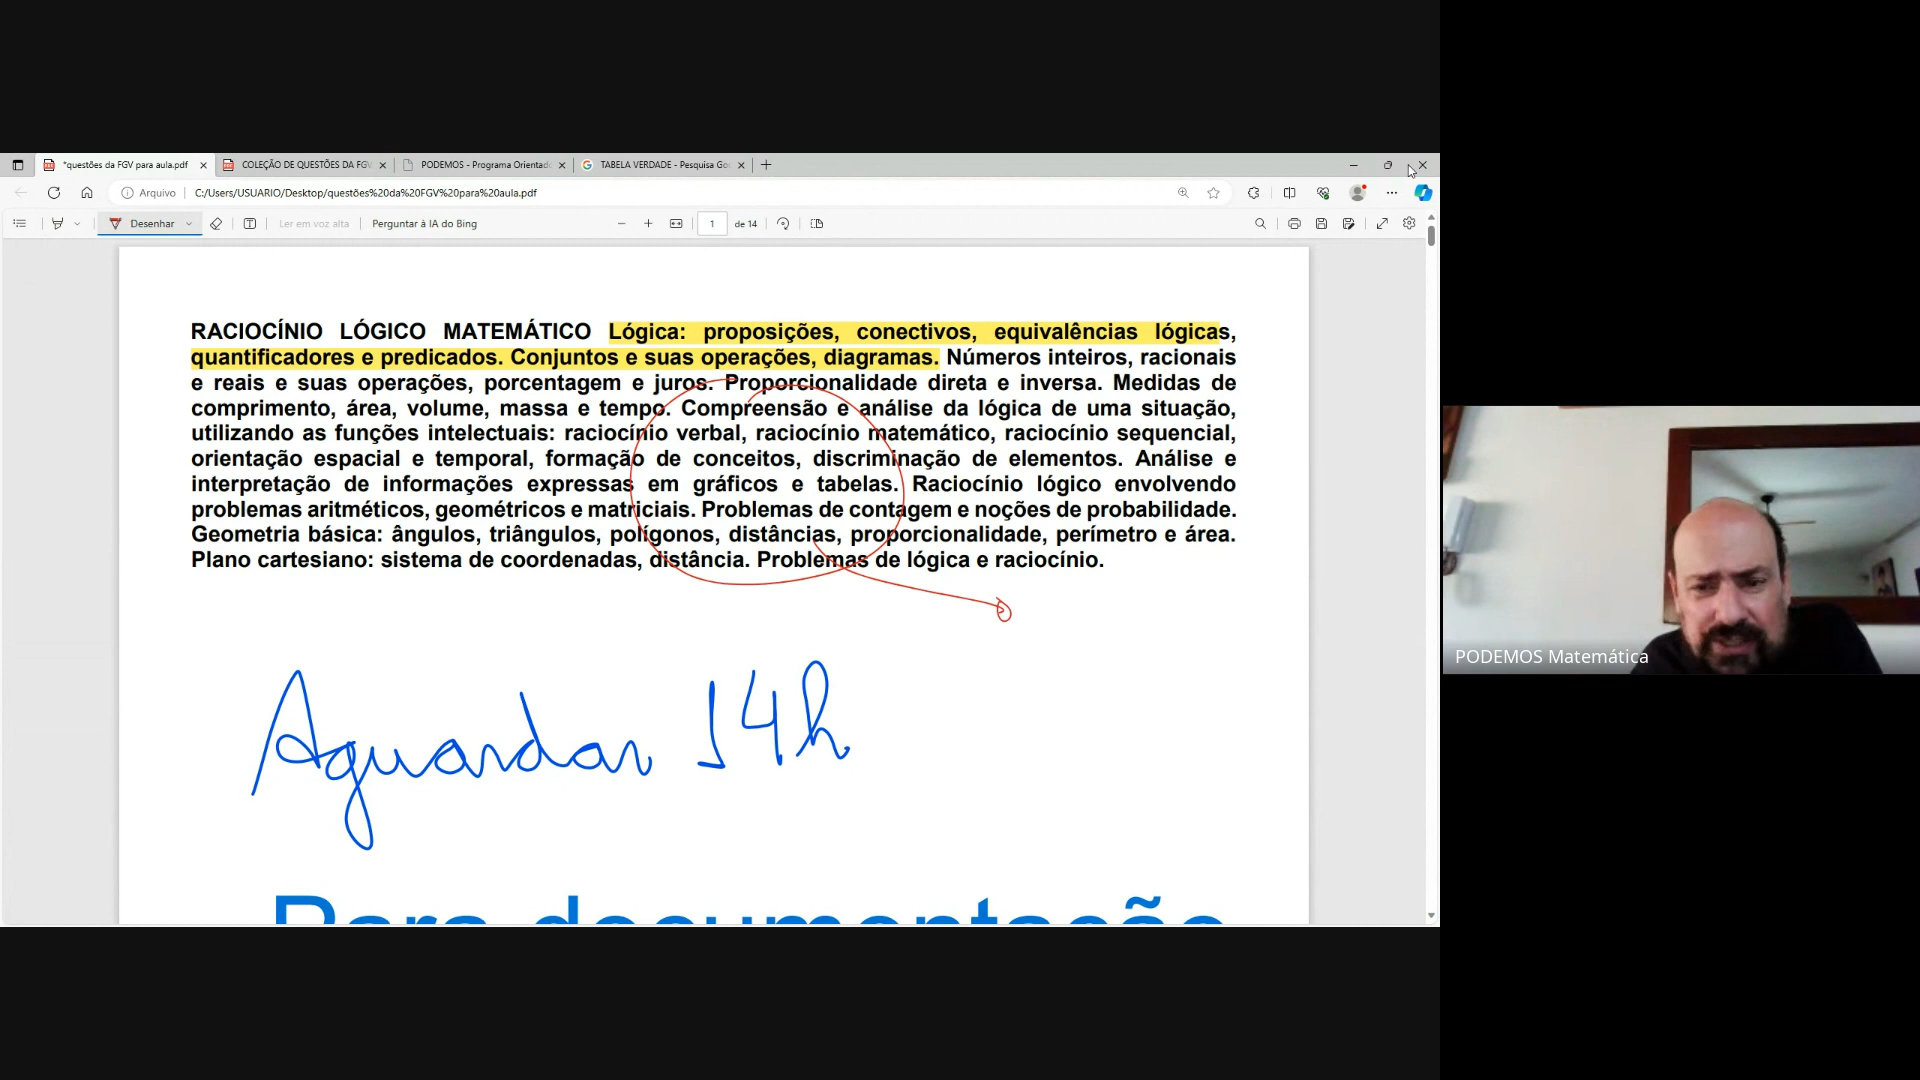 *questões da FGV para aula.pdf
COLEÇÃO DE QUESTÕES DA FGV
PODEMOS - Programa Orientado
TABELA VERDADE - Pesquisa Go
Arquivo
C:/Users/USUARIO/Desktop/questões%20da%20FGV%20para%20aula.pdf
Desenhar
Ler em voz alta
Perguntar à IA do Bing
1
de 14
RACIOCÍNIO LÓGICO MATEMÁTICO Lógica: proposições, conectivos, equivalências lógicas,
quantificadores e predicados. Conjuntos e suas operações, diagramas. Números inteiros, racionais
e reais e suas operações, porcentagem e juros. Proporcionalidade direta e inversa. Medidas de
comprimento, área, volume, massa e tempo. Compreensão e análise da lógica de uma situação,
utilizando as funções intelectuais: raciocínio verbal, raciocínio matemático, raciocínio sequencial,
orientação espacial e temporal, formação de conceitos, discriminação de elementos. Análise e
interpretação de informações expressas em gráficos e tabelas. Raciocínio lógico envolvendo
problemas aritméticos, geométricos e matriciais. Problemas de contagem e noções de probabilidade.
Geometria básica: ângulos, triângulos, polígonos, distâncias, proporcionalidade, perímetro e área.
Plano cartesiano: sistema de coordenadas, distância. Problemas de lógica e raciocínio.
Aguardar 14h
Para documentação
PODEMOS Matemática